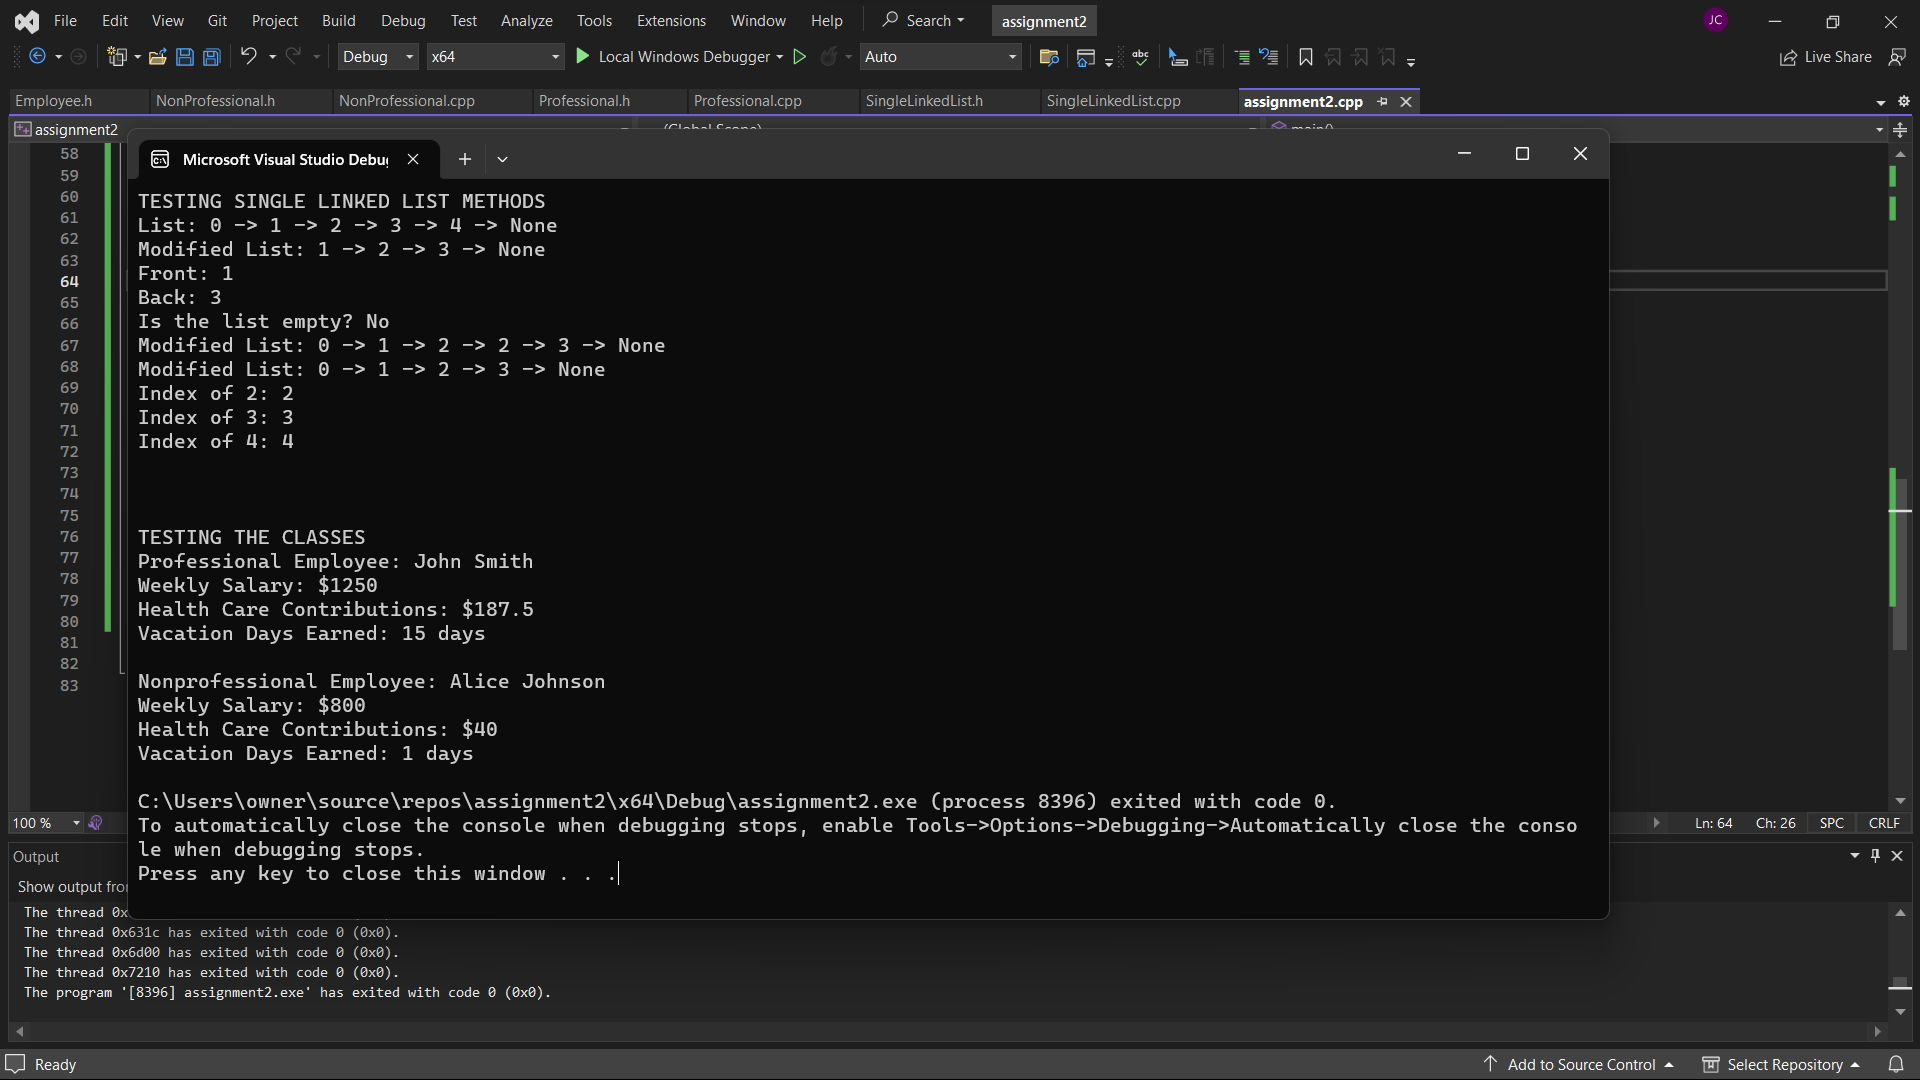 File Edit View Git Project Build Debug Test Analyze Tools Extensions Window Help Search assignment2 JC
Debug x64 Local Windows Debugger Auto Live Share
Employee.h NonProfessional.h NonProfessional.cpp Professional.h Professional.cpp SingleLinkedList.h SingleLinkedList.cpp assignment2.cpp
assignment2 (Global Scope) main()
58
59
60
61
62
63
64
65
66
67
68
69
70
71
72
73
74
75
76
77
78
79
80
81
82
83
Microsoft Visual Studio Debu
TESTING SINGLE LINKED LIST METHODS
List: 0 -> 1 -> 2 -> 3 -> 4 -> None
Modified List: 1 -> 2 -> 3 -> None
Front: 1
Back: 3
Is the list empty? No
Modified List: 0 -> 1 -> 2 -> 2 -> 3 -> None
Modified List: 0 -> 1 -> 2 -> 3 -> None
Index of 2: 2
Index of 3: 3
Index of 4: 4
TESTING THE CLASSES
Professional Employee: John Smith
Weekly Salary: $1250
Health Care Contributions: $187.5
Vacation Days Earned: 15 days
Nonprofessional Employee: Alice Johnson
Weekly Salary: $800
Health Care Contributions: $40
Vacation Days Earned: 1 days
C:\Users\owner\source\repos\assignment2\x64\Debug\assignment2.exe (process 8396) exited with code 0.
To automatically close the console when debugging stops, enable Tools->Options->Debugging->Automatically close the conso
le when debugging stops.
Press any key to close this window . . .
100 % Ln: 64 Ch: 26 SPC CRLF
Output
Show output from
The thread 0x
The thread 0x631c has exited with code 0 (0x0).
The thread 0x6d00 has exited with code 0 (0x0).
The thread 0x7210 has exited with code 0 (0x0).
The program '[8396] assignment2.exe' has exited with code 0 (0x0).
Ready Add to Source Control Select Repository